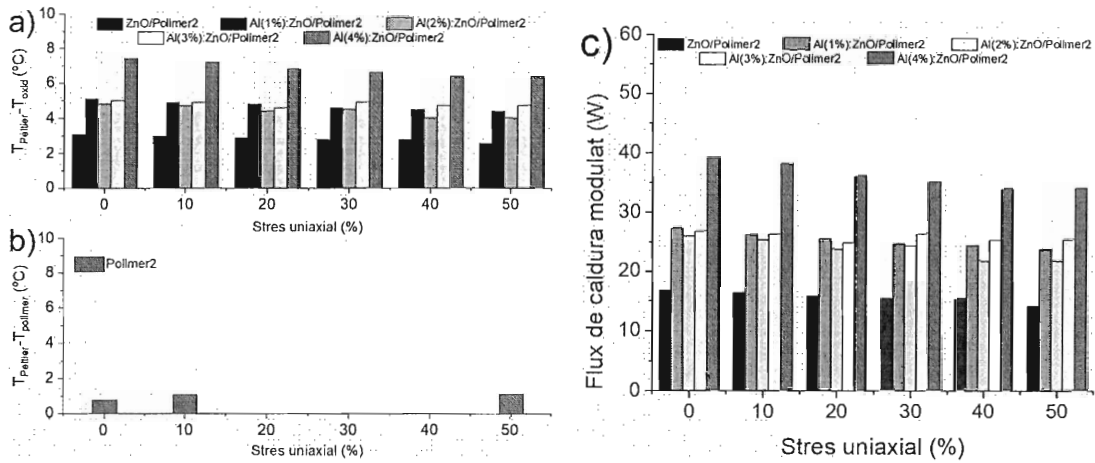 a)
ZnO/Polimer2 Al(1%):ZnO/Polimer2 Al(2%):ZnO/Polimer2
Al(3%):ZnO/Polimer2 Al(4%):ZnO/Polimer2
10
8
6
4
2
0
T_Peltier-T_oxid (°C)
0 10 20 30 40 50
Stres uniaxial (%)
b)
Polimer2
10
8
6
4
2
0
T_Peltier-T_polimer (°C)
0 10 20 30 40 50
Stres uniaxial (%)
c)
ZnO/Polimer2 Al(1%):ZnO/Polimer2 Al(2%):ZnO/Polimer2
Al(3%):ZnO/Polimer2 Al(4%):ZnO/Polimer2
60
50
40
30
20
10
0
Flux de caldura modulat (W)
0 10 20 30 40 50
Stres uniaxial (%)